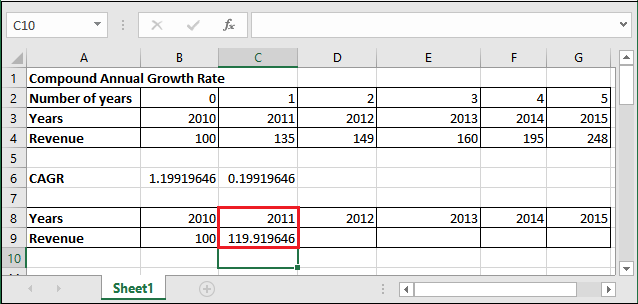 C10 fx
A B C D E F G
1 Compound Annual Growth Rate
2 Number of years 0 1 2 3 4 5
3 Years 2010 2011 2012 2013 2014 2015
4 Revenue 100 135 149 160 195 248
5
6 CAGR 1.19919646 0.19919646
7
8 Years 2010 2011 2012 2013 2014 2015
9 Revenue 100 119.919646
10
Sheet1